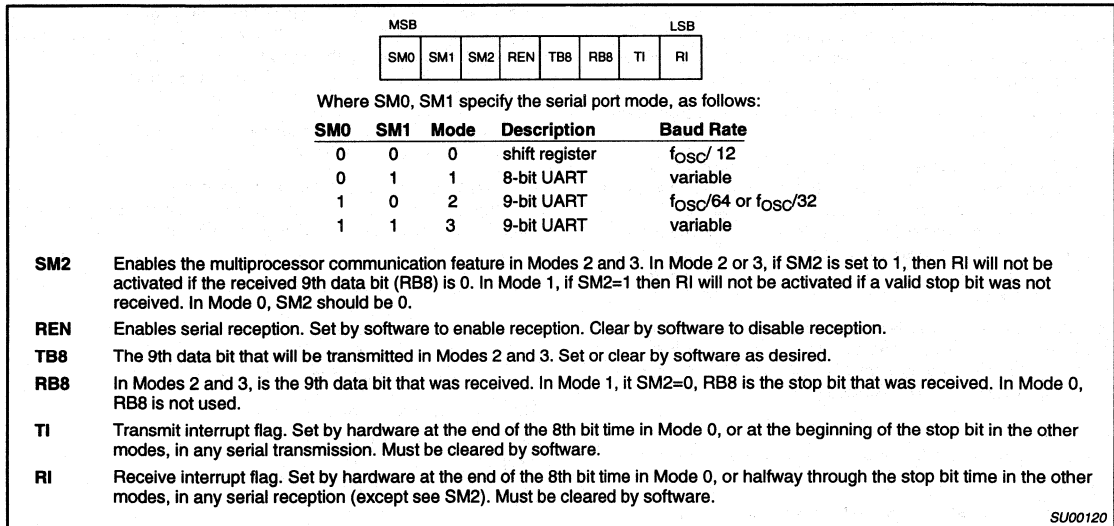 MSB LSB
SM0 SM1 SM2 REN TB8 RB8 TI RI
Where SM0, SM1 specify the serial port mode, as follows:
SM0 SM1 Mode Description Baud Rate
0 0 0 shift register fOSC/ 12
0 1 1 8-bit UART variable
1 0 2 9-bit UART fOSC/64 or fOSC/32
1 1 3 9-bit UART variable
SM2 Enables the multiprocessor communication feature in Modes 2 and 3. In Mode 2 or 3, if SM2 is set to 1, then RI will not be
activated if the received 9th data bit (RB8) is 0. In Mode 1, if SM2=1 then RI will not be activated if a valid stop bit was not
received. In Mode 0, SM2 should be 0.
REN Enables serial reception. Set by software to enable reception. Clear by software to disable reception.
TB8 The 9th data bit that will be transmitted in Modes 2 and 3. Set or clear by software as desired.
RB8 In Modes 2 and 3, is the 9th data bit that was received. In Mode 1, it SM2=0, RB8 is the stop bit that was received. In Mode 0,
RB8 is not used.
TI Transmit interrupt flag. Set by hardware at the end of the 8th bit time in Mode 0, or at the beginning of the stop bit in the other
modes, in any serial transmission. Must be cleared by software.
RI Receive interrupt flag. Set by hardware at the end of the 8th bit time in Mode 0, or halfway through the stop bit time in the other
modes, in any serial reception (except see SM2). Must be cleared by software.
SU00120